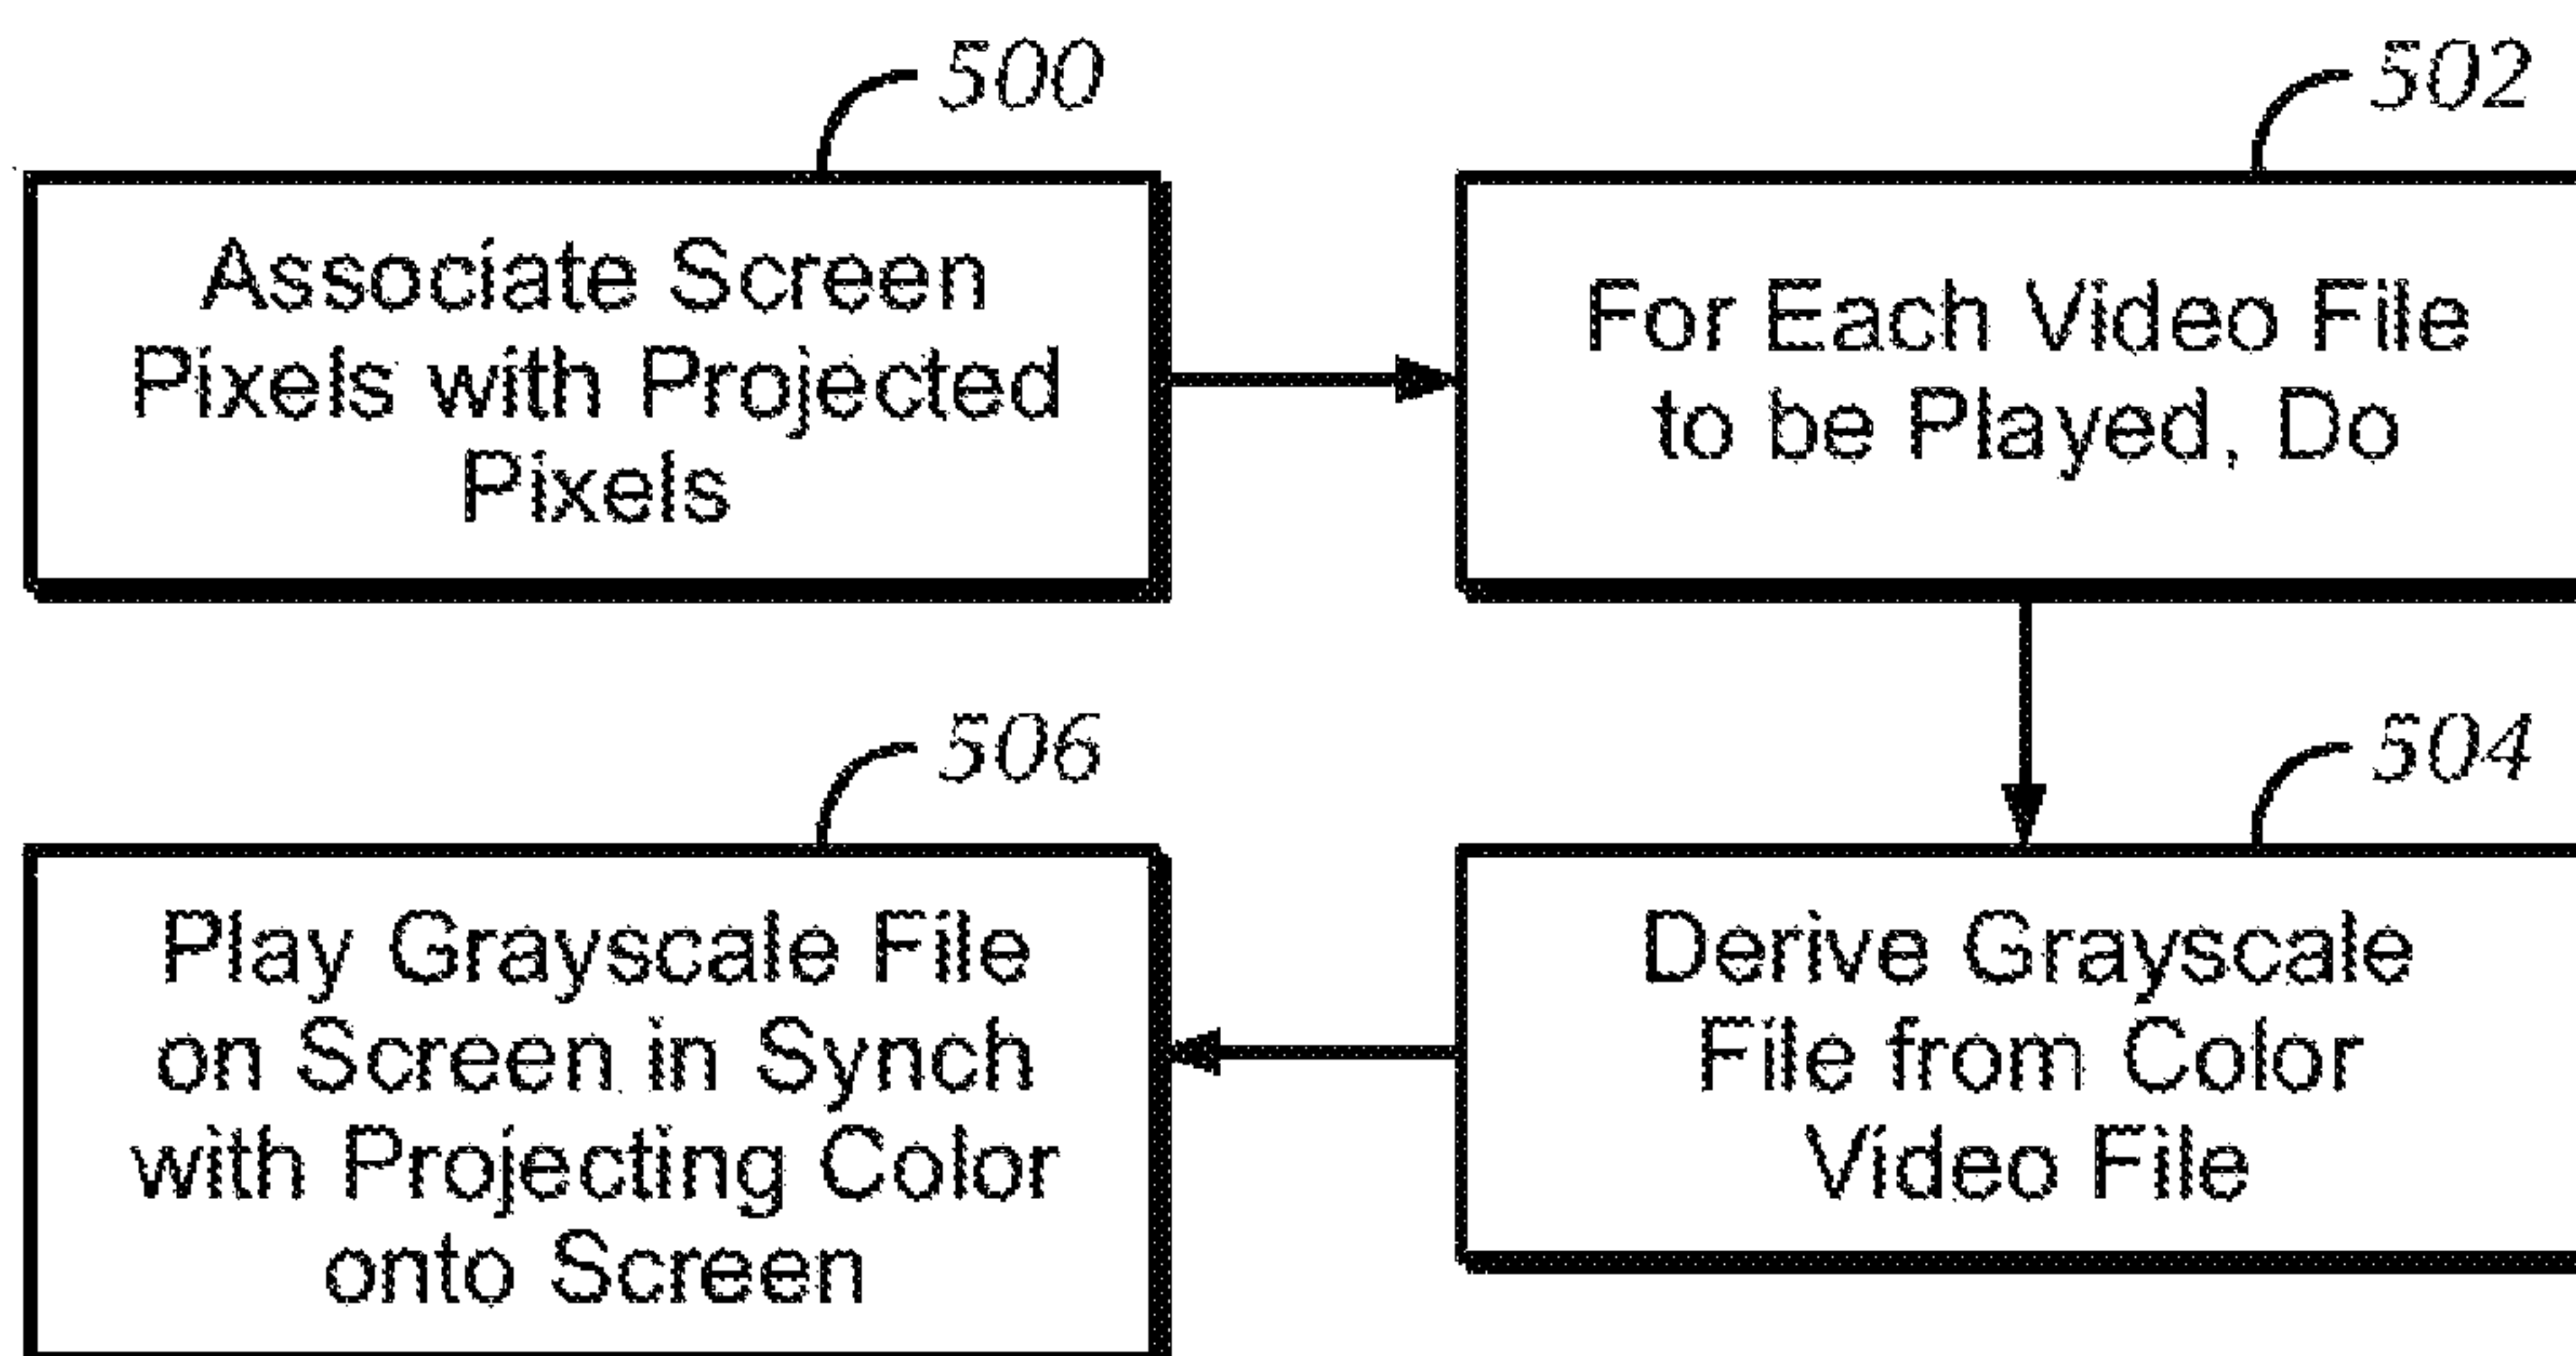 500
Associate Screen
Pixels with Projected
Pixels
502
For Each Video File
to be Played, Do
504
Derive Grayscale
File from Color
Video File
506
Play Grayscale File
on Screen in Synch
with Projecting Color
onto Screen